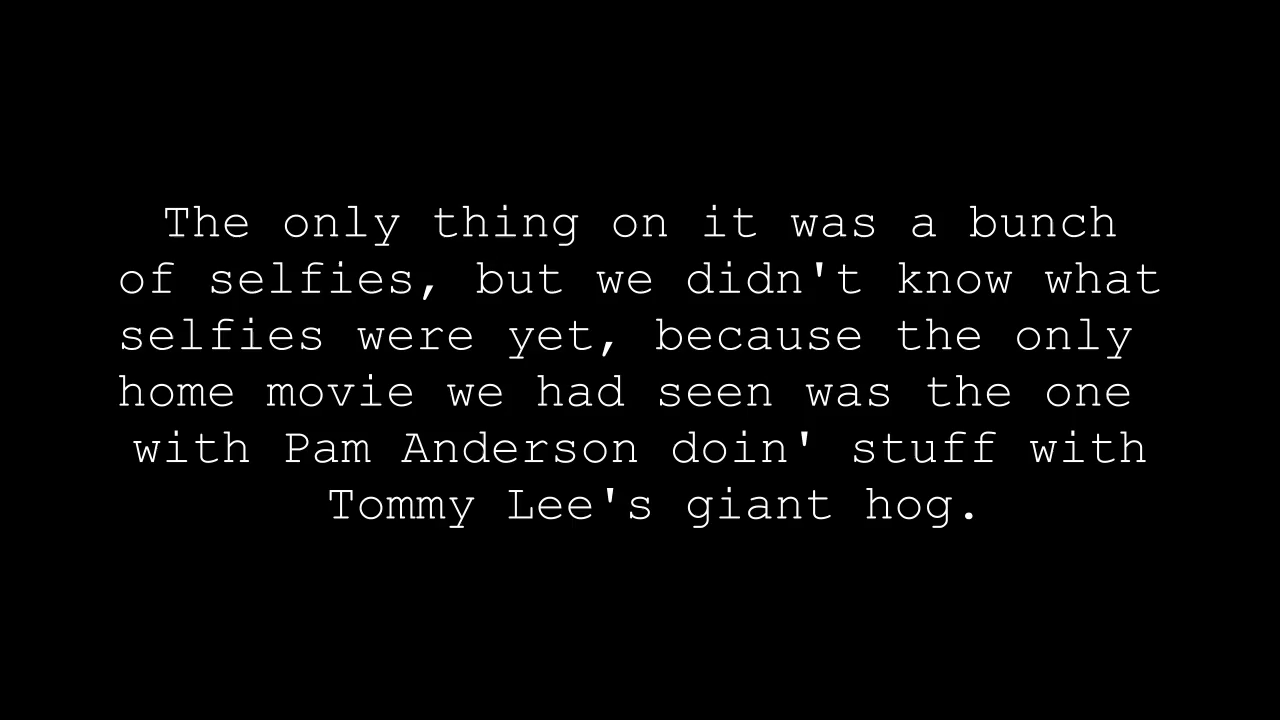 The only thing on it was a bunch
of selfies, but we didn't know what
selfies were yet, because the only
home movie we had seen was the one
with Pam Anderson doin' stuff with
Tommy Lee's giant hog.